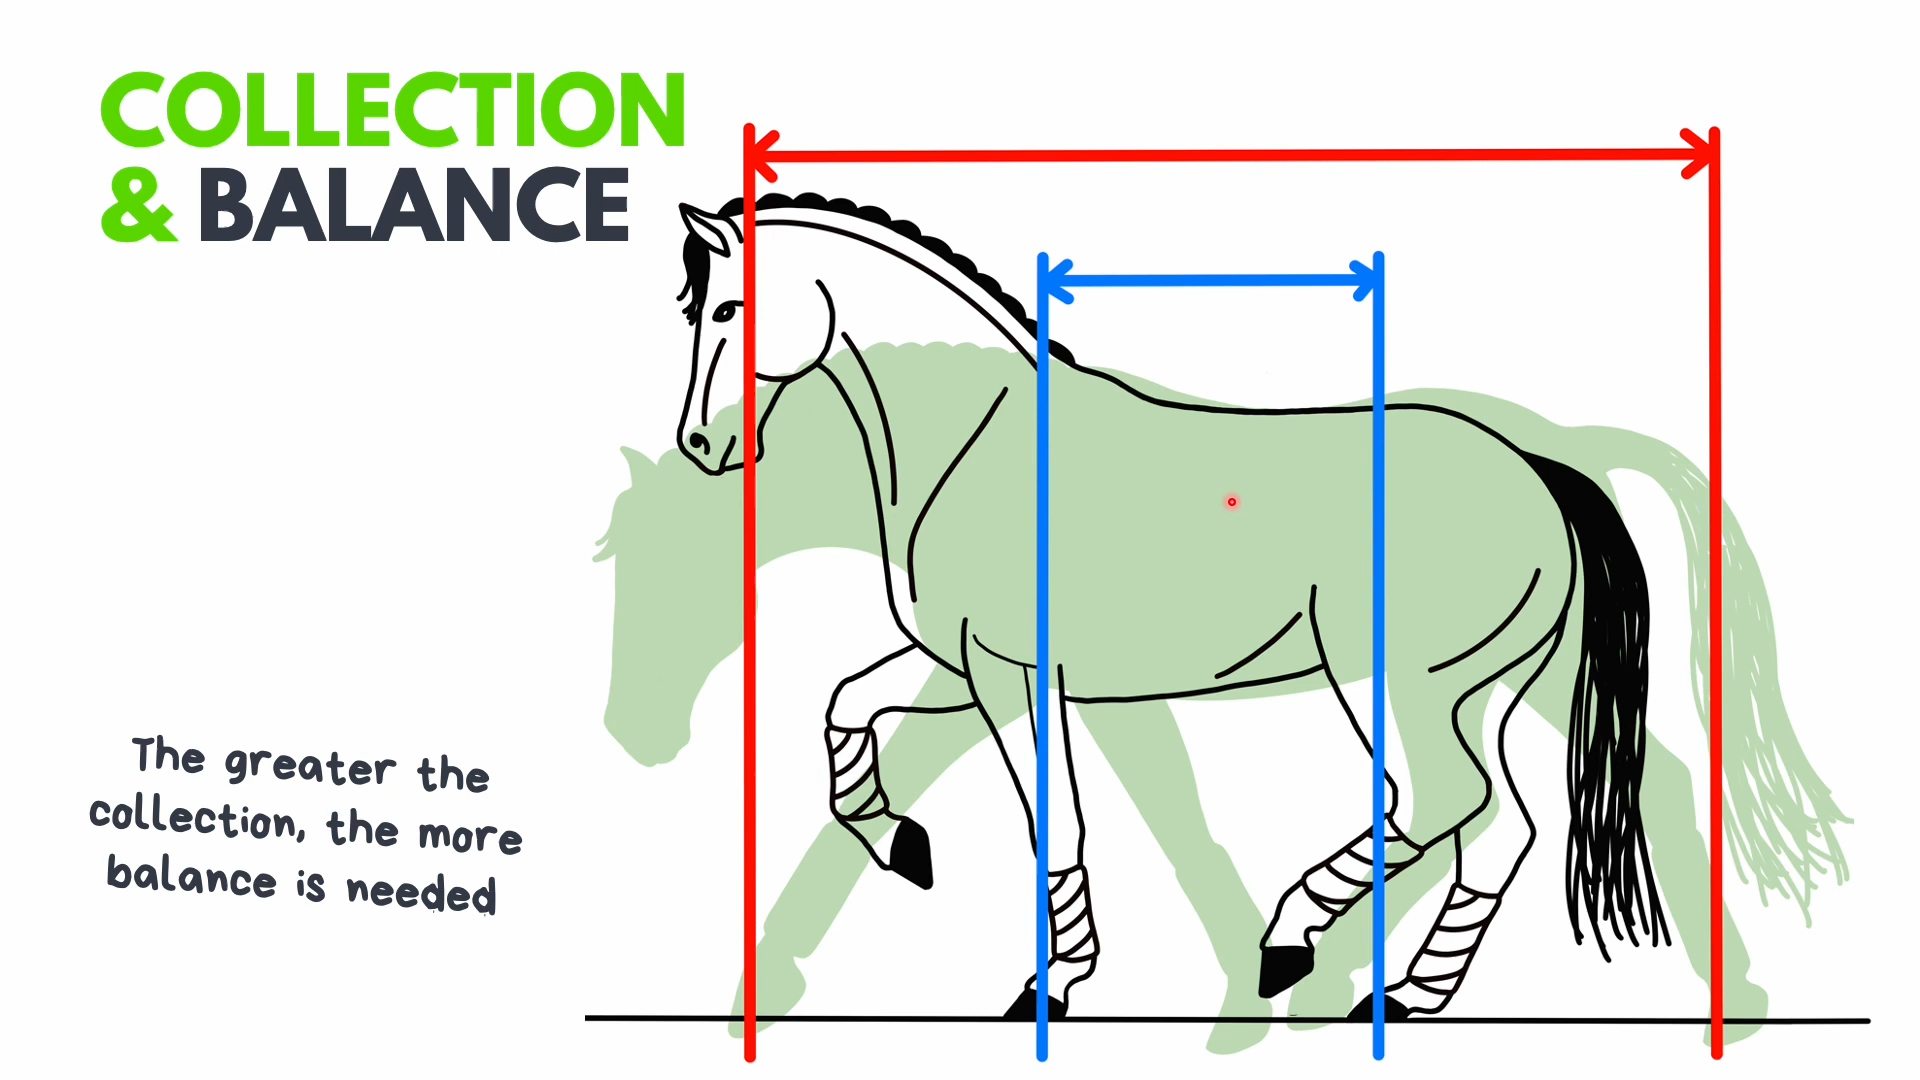 COLLECTION
& BALANCE
The greater the
collection, the more
balance is needed